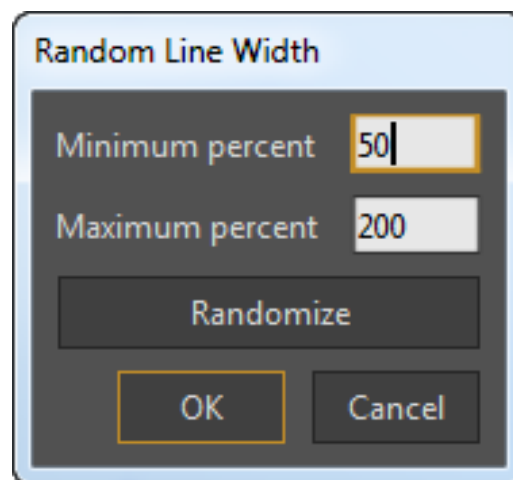 Random Line Width
Minimum percent 50
Maximum percent 200
Randomize
OK Cancel